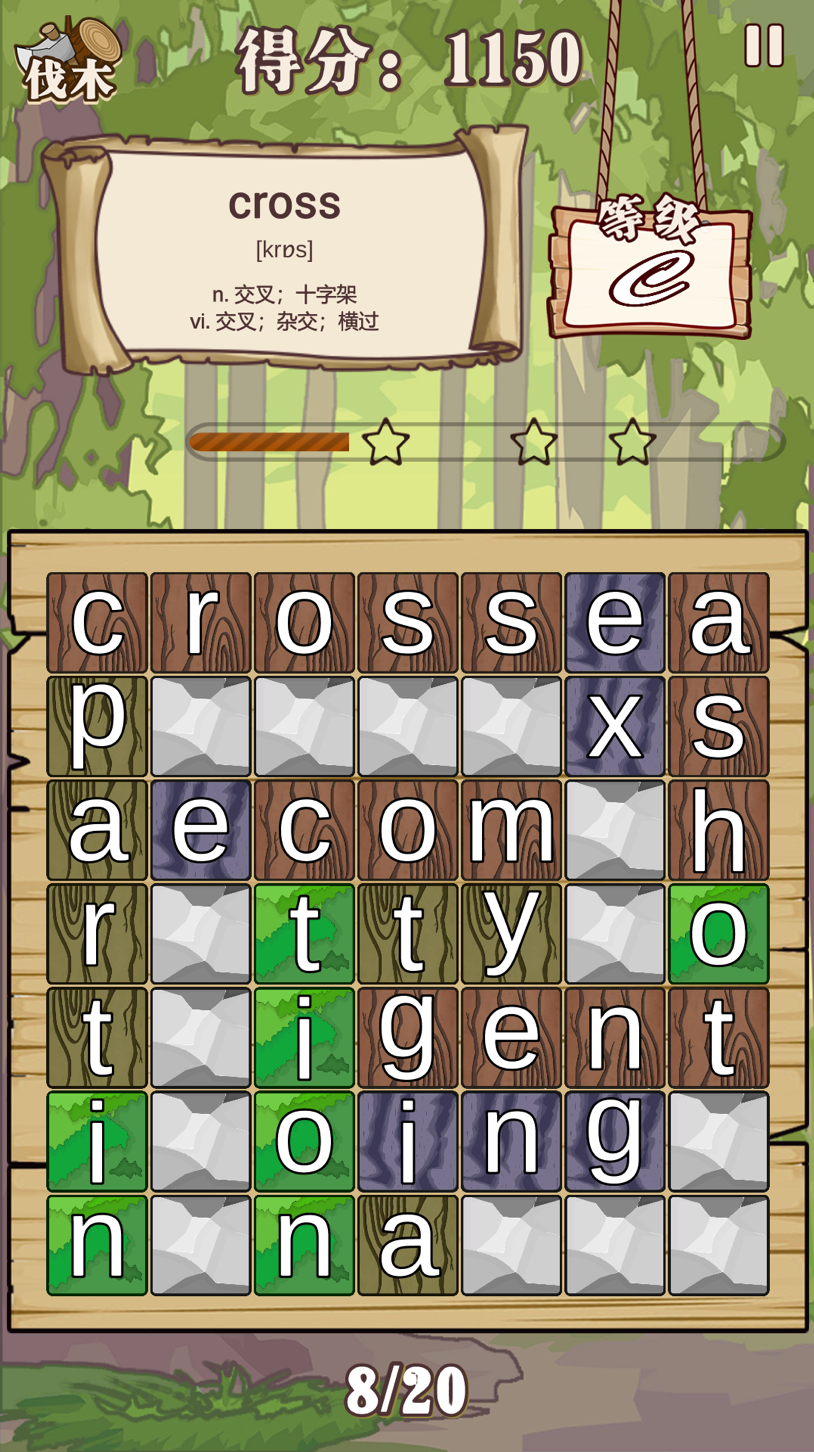 伐木
得分：1150
cross
[krɒs]
n. 交叉；十字架
vi. 交叉；杂交；横过
等级
C
c r o s s e a
p x s
a e c o m h
r t t y o
t i g e n t
i o i n g
n n a
8/20